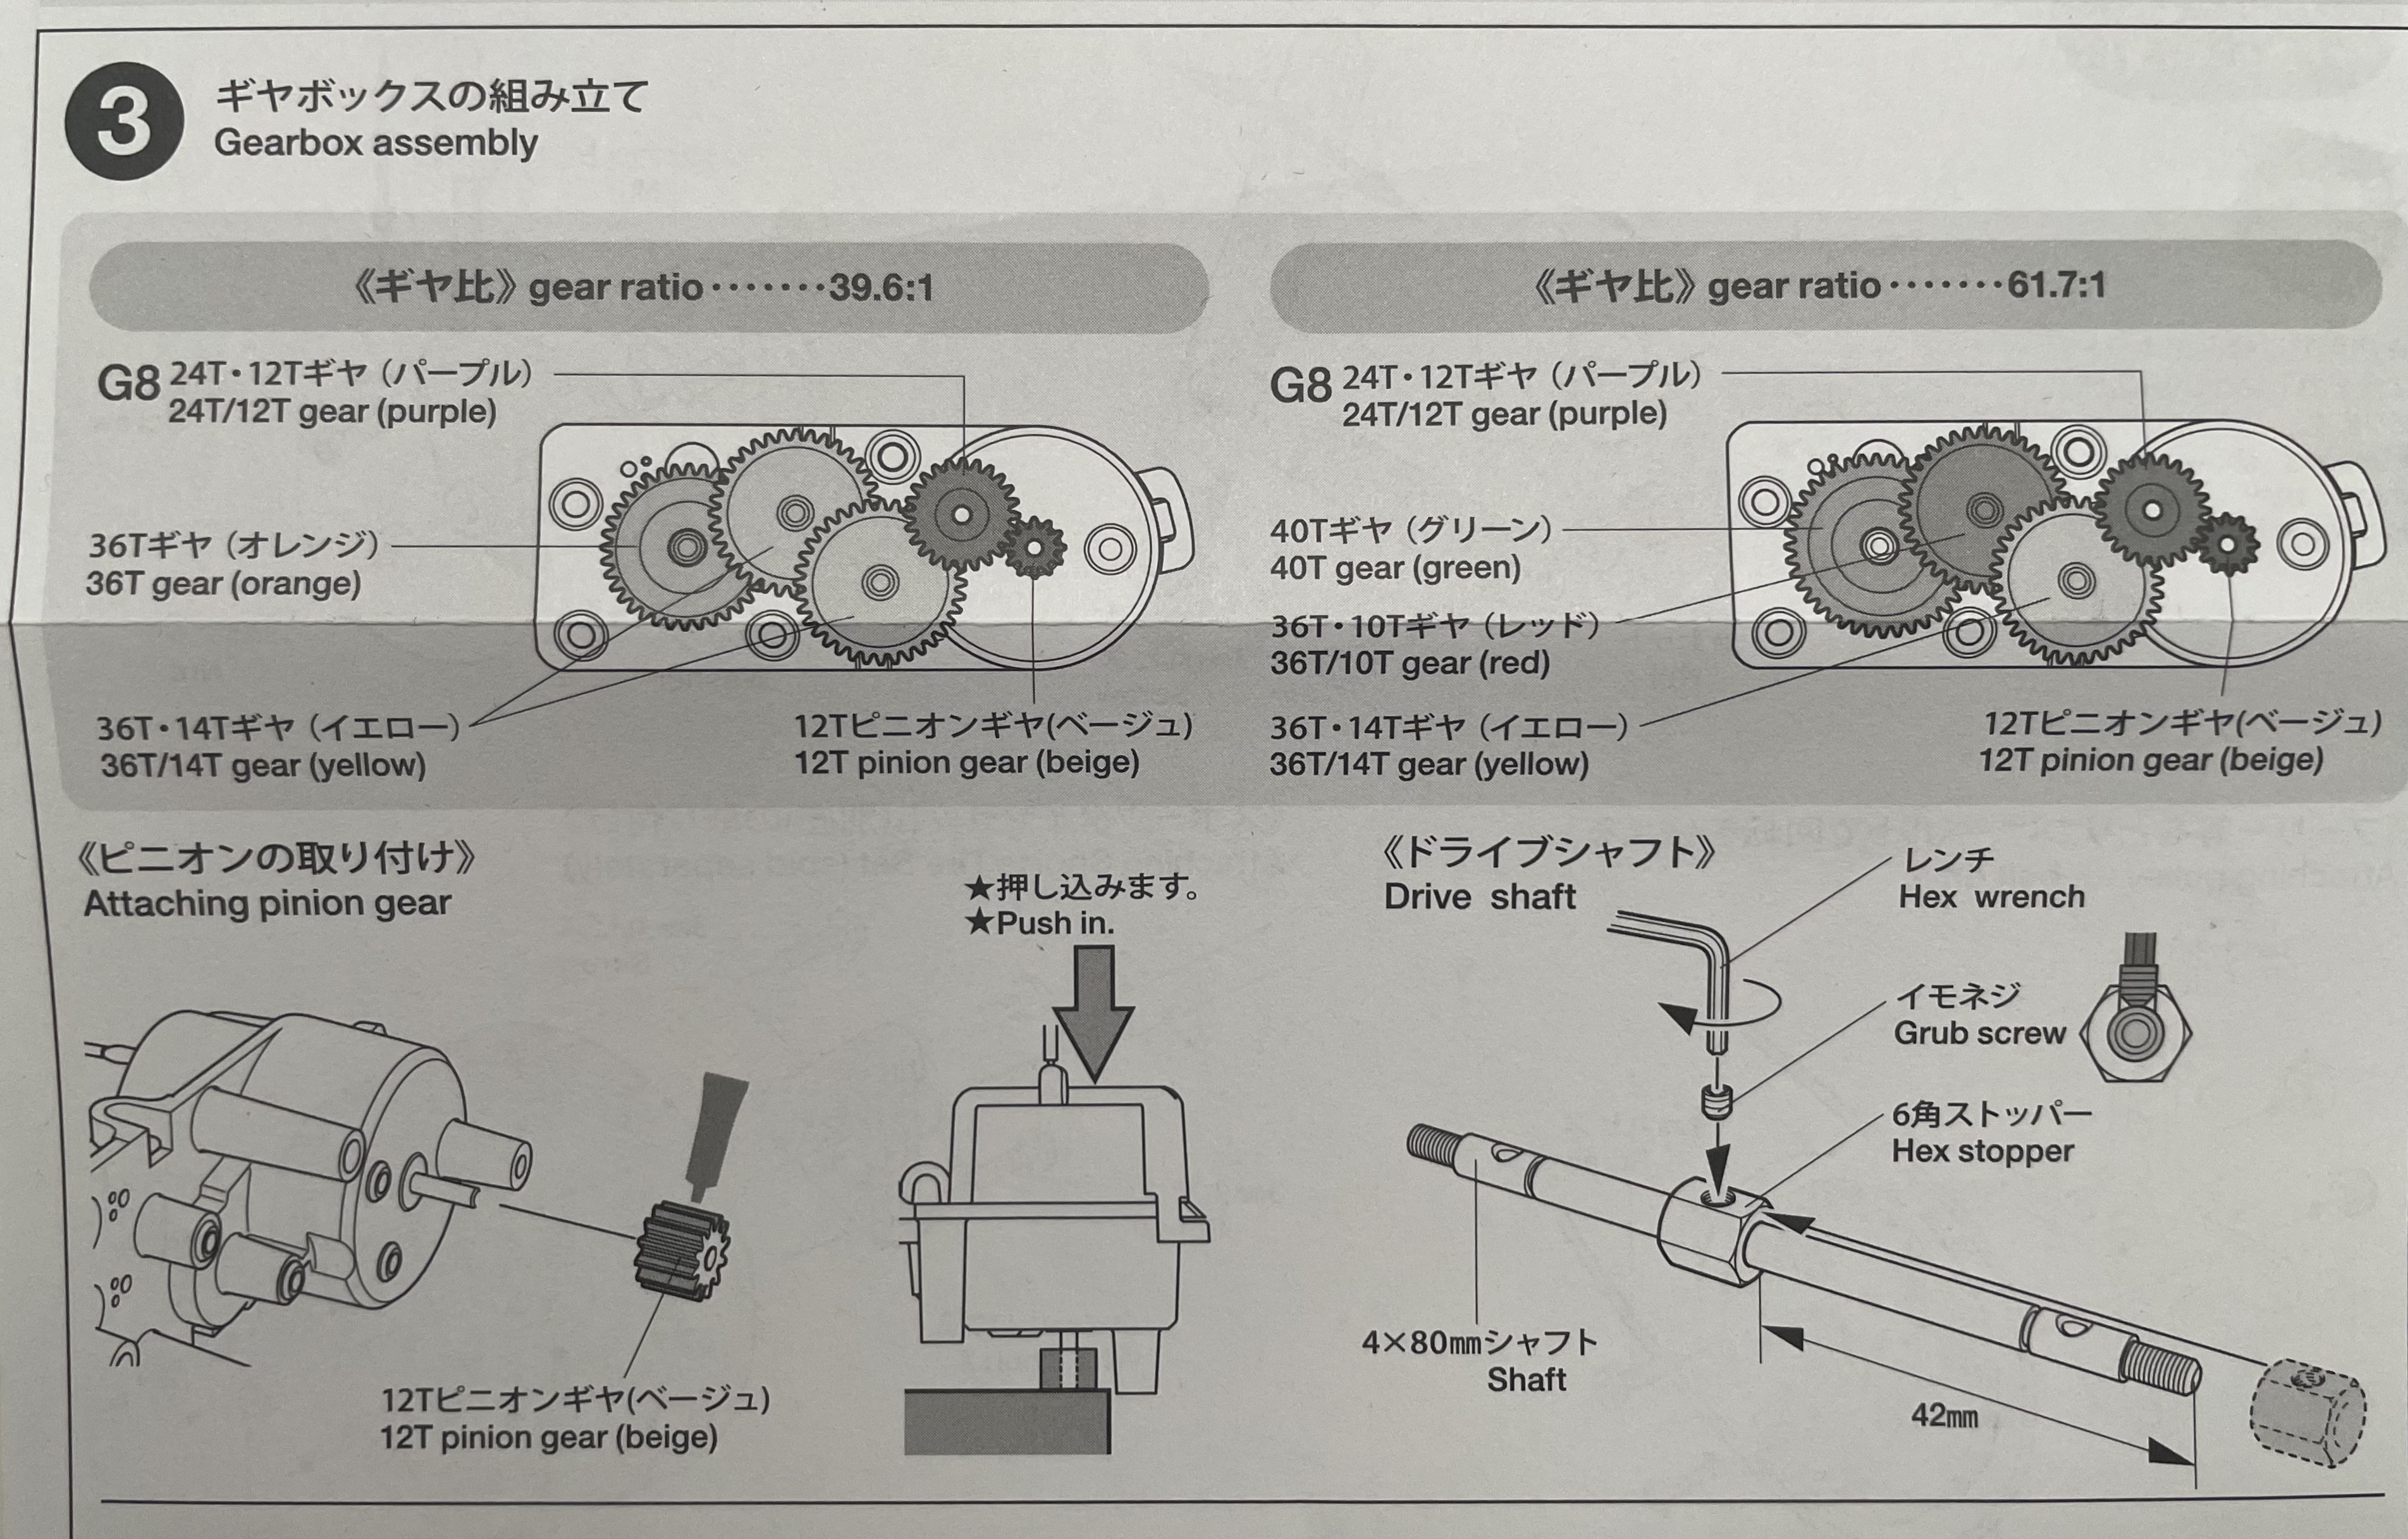 3
ギヤボックスの組み立て
Gearbox assembly
《ギヤ比》gear ratio·······39.6:1
G8 24T・12Tギヤ（パープル）
24T/12T gear (purple)
36Tギヤ（オレンジ）
36T gear (orange)
36T・14Tギヤ（イエロー）
36T/14T gear (yellow)
12Tピニオンギヤ(ベージュ)
12T pinion gear (beige)
《ギヤ比》gear ratio·······61.7:1
G8 24T・12Tギヤ（パープル）
24T/12T gear (purple)
40Tギヤ（グリーン）
40T gear (green)
36T・10Tギヤ（レッド）
36T/10T gear (red)
36T・14Tギヤ（イエロー）
36T/14T gear (yellow)
12Tピニオンギヤ(ベージュ)
12T pinion gear (beige)
《ピニオンの取り付け》
Attaching pinion gear
★押し込みます。
★Push in.
12Tピニオンギヤ(ベージュ)
12T pinion gear (beige)
《ドライブシャフト》
Drive shaft
レンチ
Hex wrench
イモネジ
Grub screw
6角ストッパー
Hex stopper
4×80㎜シャフト
Shaft
42㎜